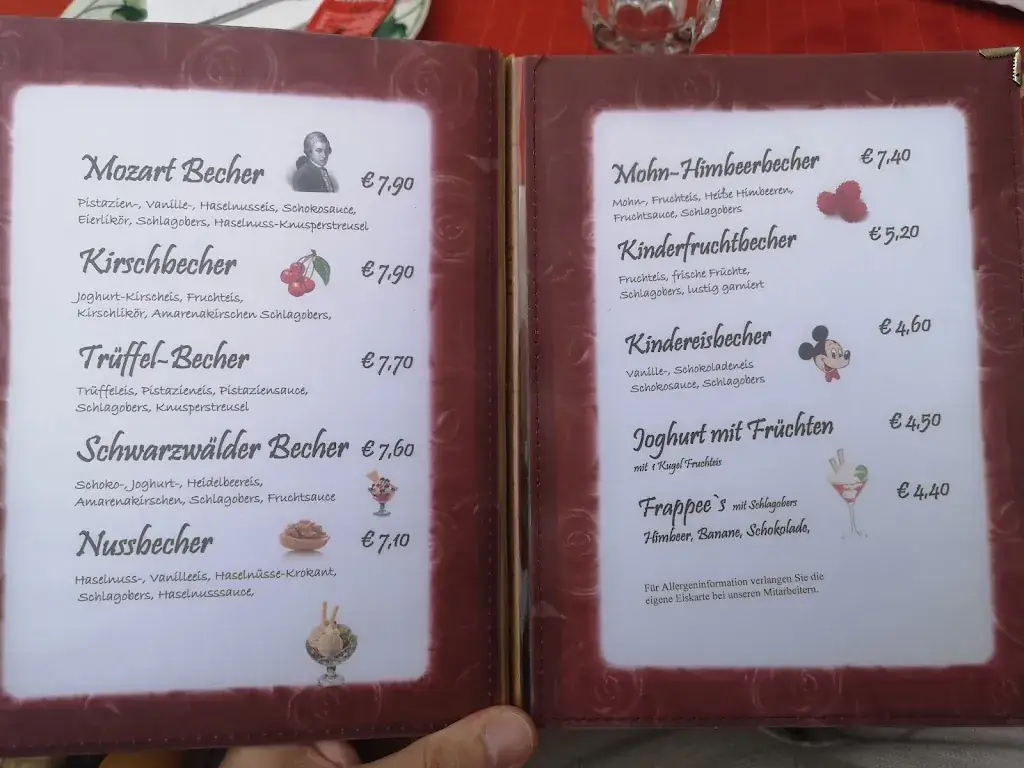 Mozart Becher € 7,90
Pistazien-, Vanille-, Haselnusseis, Schokosauce,
Eierlikör, Schlagobers, Haselnuss-Knusperstreusel
Kirschbecher € 7,90
Joghurt-Kirscheis, Fruchteis,
Kirschlikör, Amarenakirschen Schlagobers,
Trüffel-Becher € 7,70
Trüffeleis, Pistazieneis, Pistaziensauce,
Schlagobers, Knusperstreusel
Schwarzwälder Becher € 7,60
Schoko-, Joghurt-, Heidelbeereis,
Amarenakirschen, Schlagobers, Fruchtsauce
Nussbecher € 7,10
Haselnuss-, Vanilleeis, Haselnüsse-Krokant,
Schlagobers, Haselnusssauce,
Mohn-Himbeerbecher € 7,40
Mohn-, Fruchteis, Heiße Himbeeren,
Fruchtsauce, Schlagobers
Kinderfruchtbecher € 5,20
Fruchteis, frische Früchte,
Schlagobers, lustig garniert
Kindereisbecher € 4,60
Vanille-, Schokoladeneis
Schokosauce, Schlagobers
Joghurt mit Früchten € 4,50
mit 1 Kugel Fruchteis
Frappee`s mit Schlagobers € 4,40
Himbeer, Banane, Schokolade,
Für Allergeninformation verlangen Sie die
eigene Eiskarte bei unseren Mitarbeitern.